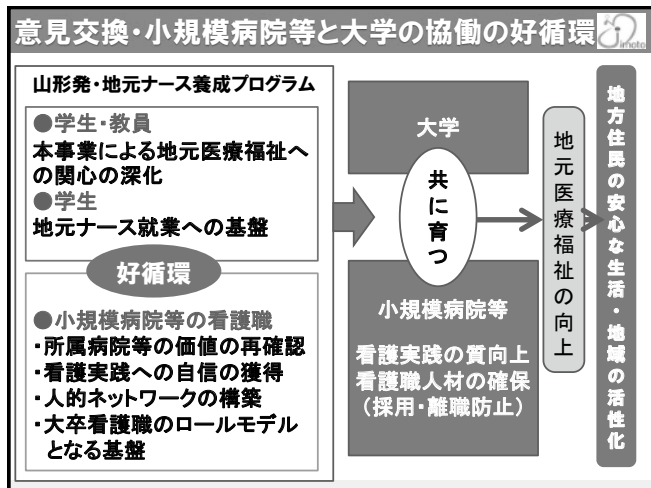 意見交換・小規模病院等と大学の協働の好循環
imoto
山形発・地元ナース養成プログラム
●学生・教員
本事業による地元医療福祉へ
の関心の深化
●学生
地元ナース就業への基盤
好循環
●小規模病院等の看護職
・所属病院等の価値の再確認
・看護実践への自信の獲得
・人的ネットワークの構築
・大卒看護職のロールモデル
となる基盤
大学
共に育つ
小規模病院等
看護実践の質向上
看護職人材の確保
（採用・離職防止）
地元医療福祉の向上
地方住民の安心な生活・地域の活性化